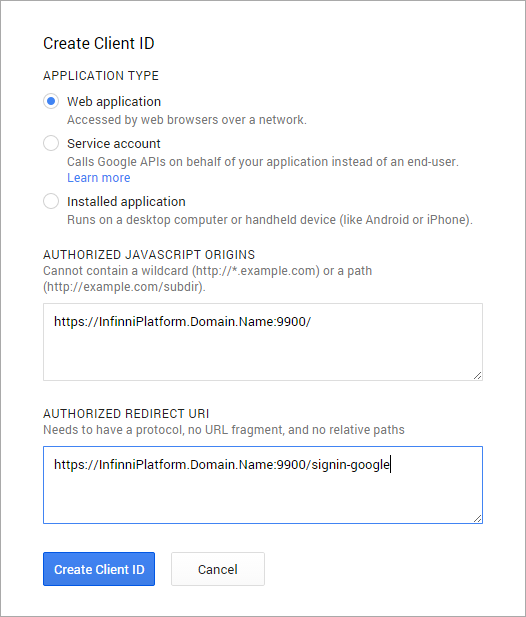 Create Client ID
APPLICATION TYPE
Web application
Accessed by web browsers over a network.
Service account
Calls Google APIs on behalf of your application instead of an end-user.
Learn more
Installed application
Runs on a desktop computer or handheld device (like Android or iPhone).
AUTHORIZED JAVASCRIPT ORIGINS
Cannot contain a wildcard (http://*.example.com) or a path
(http://example.com/subdir).
https://InfinniPlatform.Domain.Name:9900/
AUTHORIZED REDIRECT URI
Needs to have a protocol, no URL fragment, and no relative paths
https://InfinniPlatform.Domain.Name:9900/signin-google
Create Client ID Cancel